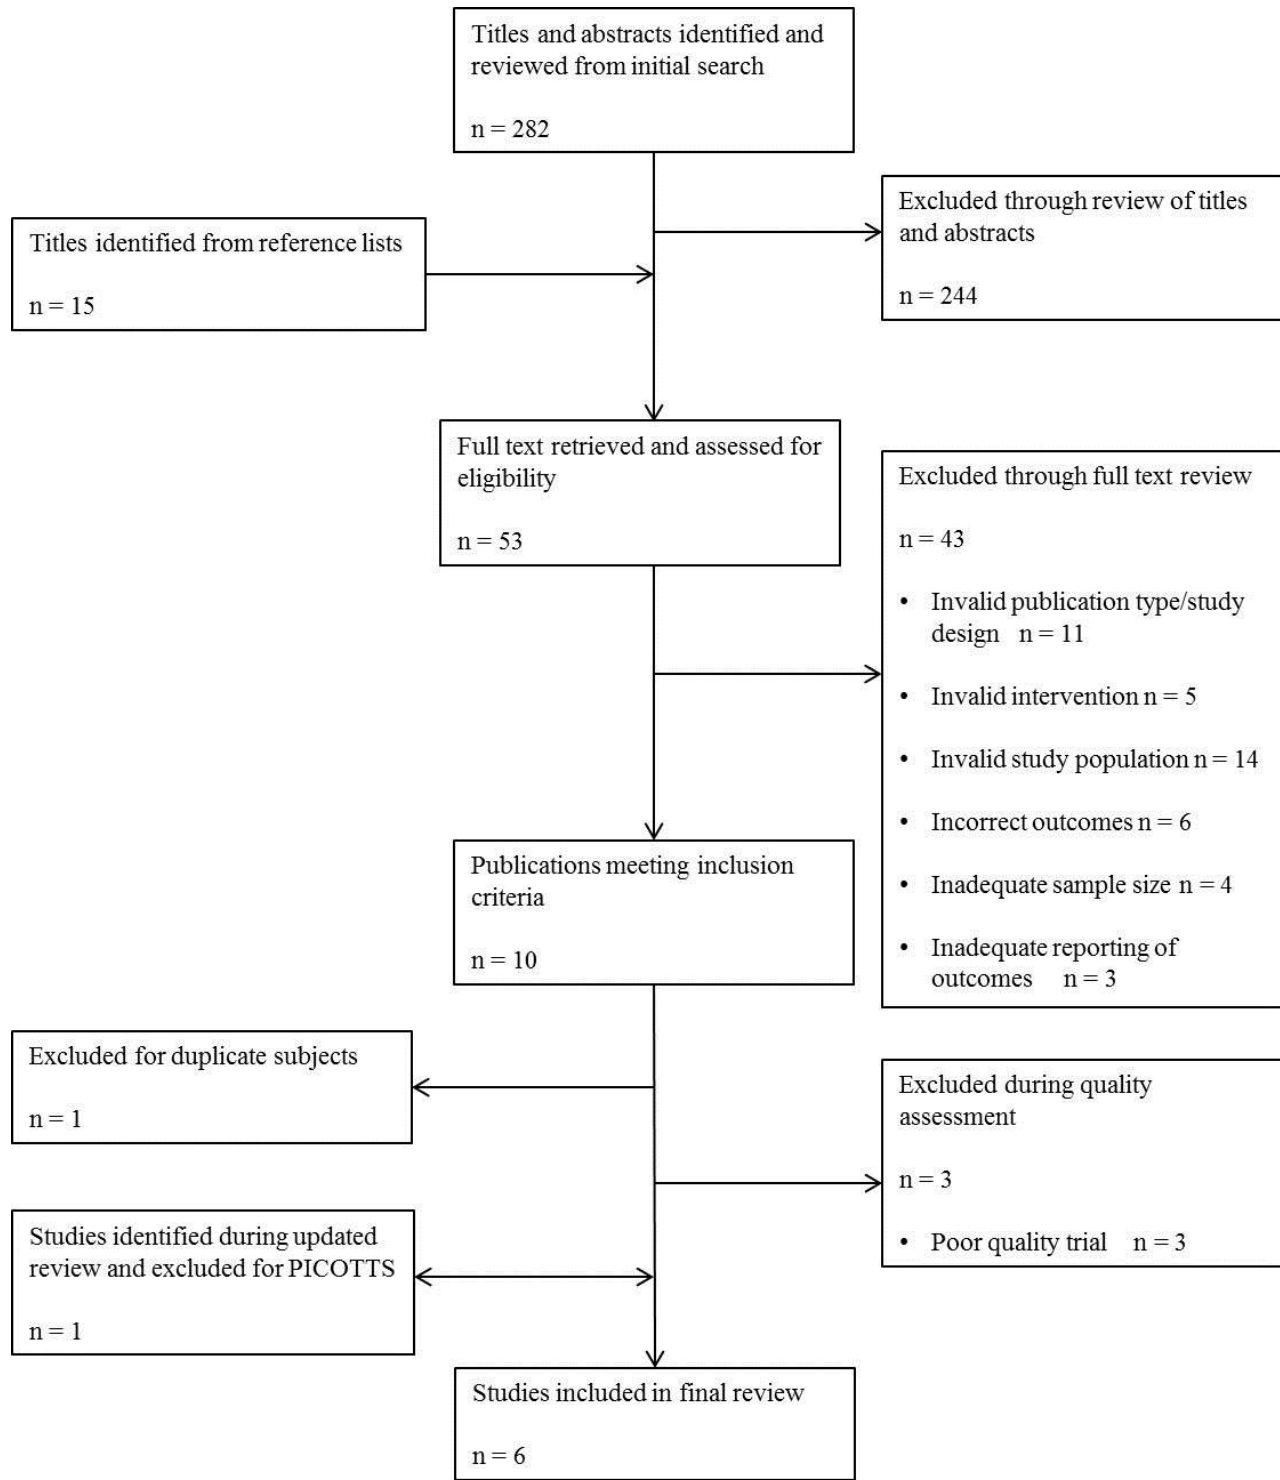 Titles and abstracts identified and
reviewed from initial search
n = 282
Excluded through review of titles
and abstracts
n = 244
Titles identified from reference lists
n = 15
Full text retrieved and assessed for
eligibility
n = 53
Excluded through full text review
n = 43
• Invalid publication type/study
design n = 11
• Invalid intervention n = 5
• Invalid study population n = 14
• Incorrect outcomes n = 6
• Inadequate sample size n = 4
• Inadequate reporting of
outcomes n = 3
Publications meeting inclusion
criteria
n = 10
Excluded for duplicate subjects
n = 1
Excluded during quality
assessment
n = 3
• Poor quality trial n = 3
Studies identified during updated
review and excluded for PICOTTS
n = 1
Studies included in final review
n = 6